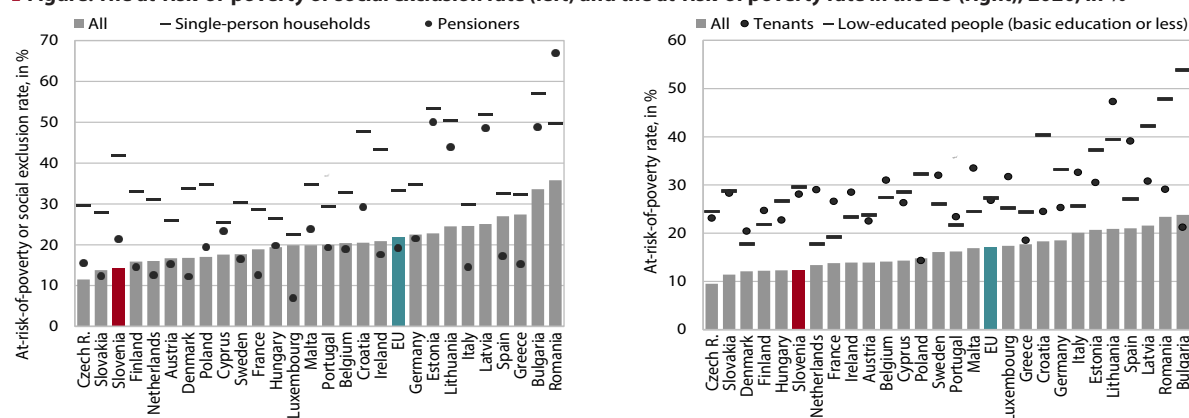 Figure: The at-risk-of-poverty or social exclusion rate (left) and the at-risk-of-poverty rate in the EU (right), 2020, in %
All Single-person households Pensioners
At-risk-of-poverty or social exclusion rate, in %
70
60
50
40
30
20
10
0
Czech R.
Slovakia
Slovenia
Finland
Netherlands
Austria
Denmark
Poland
Cyprus
Sweden
France
Hungary
Luxembourg
Malta
Portugal
Belgium
Croatia
Ireland
EU
Germany
Estonia
Lithuania
Italy
Latvia
Spain
Greece
Bulgaria
Romania
All Tenants Low-educated people (basic education or less)
At-risk-of-poverty rate, in %
60
50
40
30
20
10
0
Czech R.
Slovakia
Denmark
Finland
Hungary
Slovenia
Netherlands
France
Ireland
Austria
Belgium
Cyprus
Poland
Sweden
Portugal
Malta
EU
Luxembourg
Greece
Croatia
Germany
Italy
Estonia
Lithuania
Spain
Latvia
Romania
Bulgaria